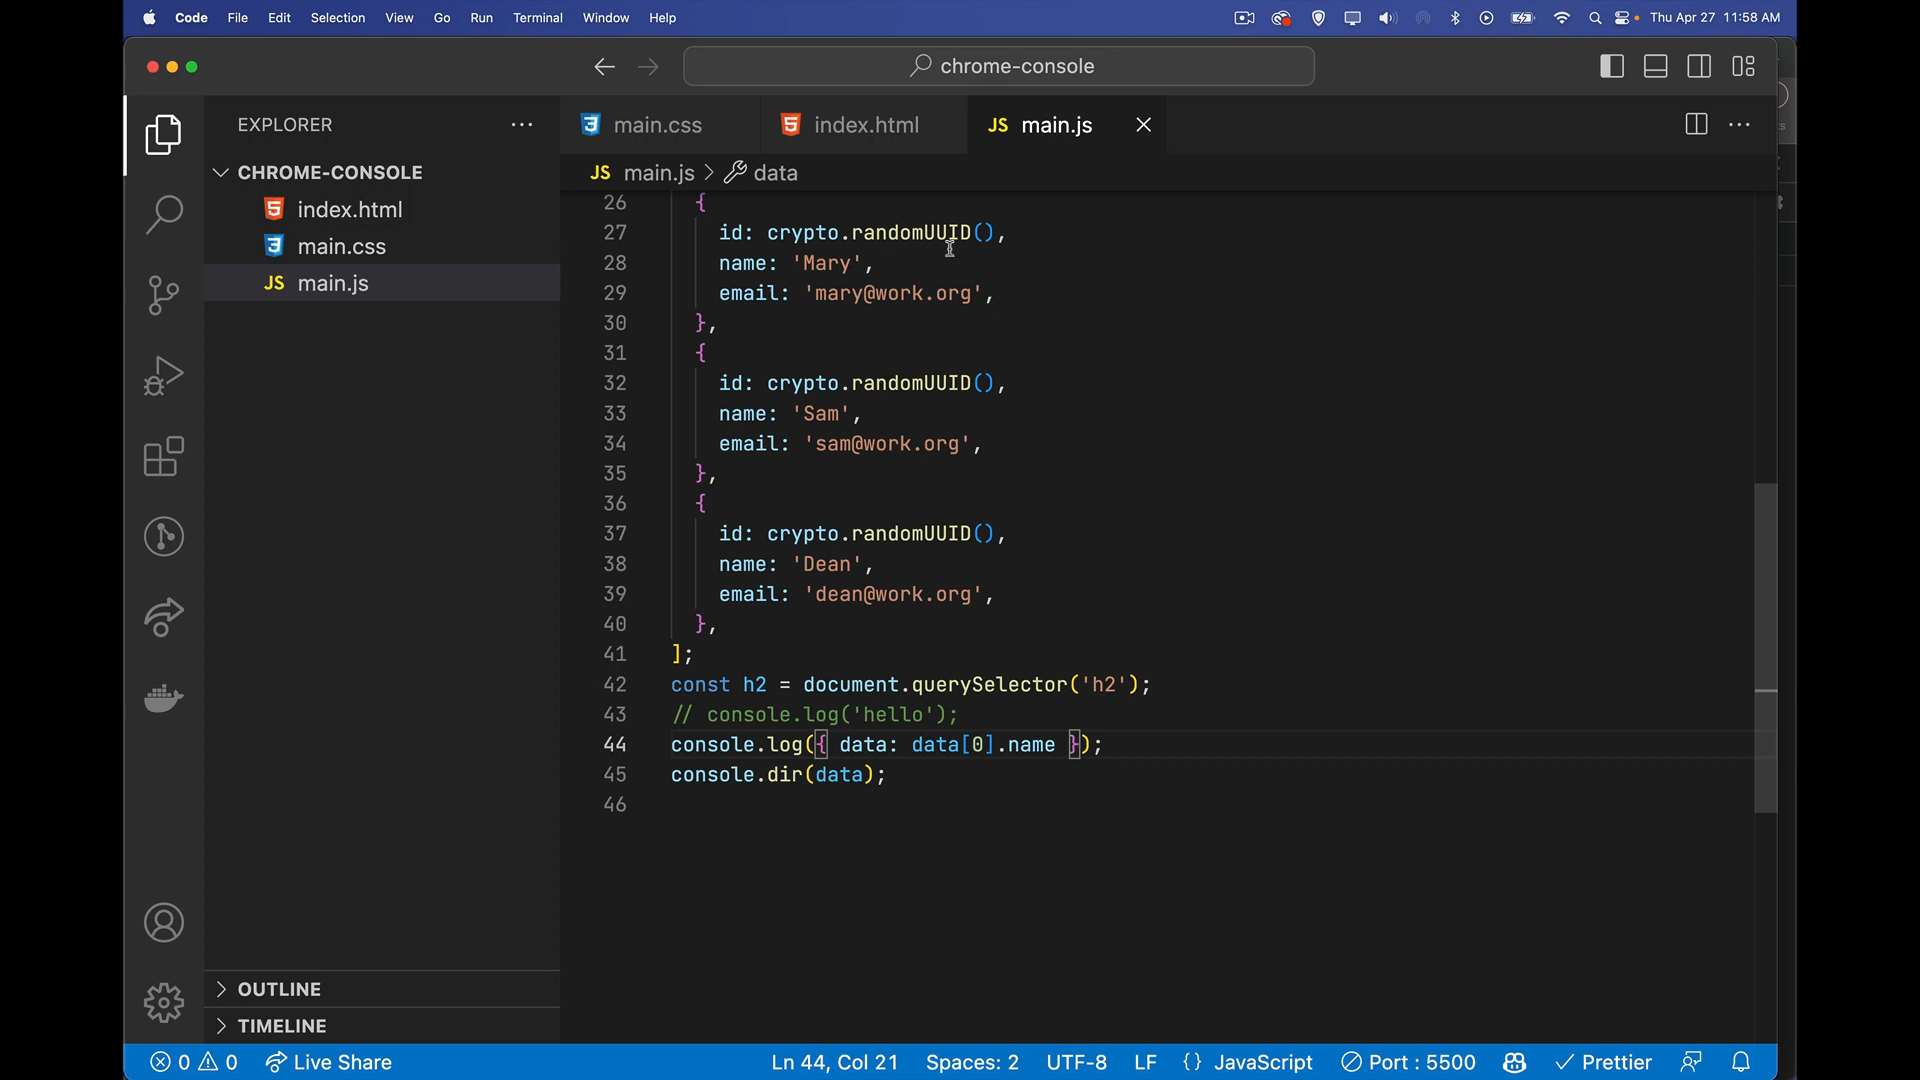 Code File Edit Selection View Go Run Terminal Window Help Thu Apr 27 11:58 AM
chrome-console
EXPLORER
main.css
index.html
JS main.js
CHROME-CONSOLE
JS main.js > data
index.html
main.css
JS main.js
26 {
27 id: crypto.randomUUID(),
28 name: 'Mary',
29 email: 'mary@work.org',
30 },
31 {
32 id: crypto.randomUUID(),
33 name: 'Sam',
34 email: 'sam@work.org',
35 },
36 {
37 id: crypto.randomUUID(),
38 name: 'Dean',
39 email: 'dean@work.org',
40 },
41 ];
42 const h2 = document.querySelector('h2');
43 // console.log('hello');
44 console.log({ data: data[0].name });
45 console.dir(data);
46
OUTLINE
TIMELINE
0 0 Live Share Ln 44, Col 21 Spaces: 2 UTF-8 LF {} JavaScript Port : 5500 Prettier